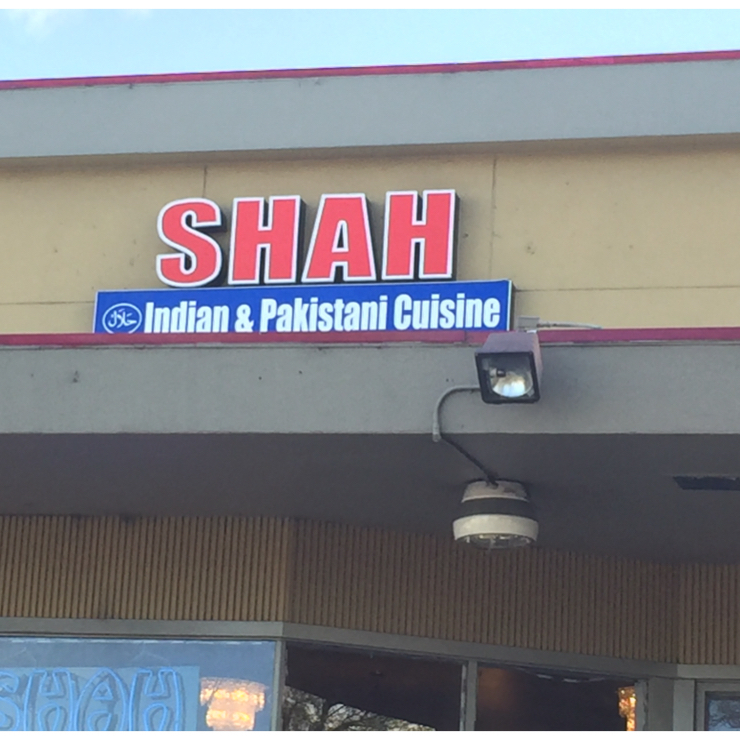 SHAH
حلال Indian & Pakistani Cuisine
SHAH